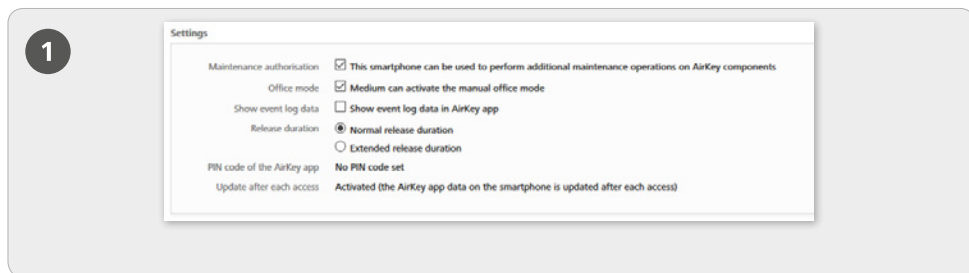 1
Settings
Maintenance authorisation This smartphone can be used to perform additional maintenance operations on AirKey components
Office mode Medium can activate the manual office mode
Show event log data Show event log data in AirKey app
Release duration Normal release duration
Extended release duration
PIN code of the AirKey app No PIN code set
Update after each access Activated (the AirKey app data on the smartphone is updated after each access)